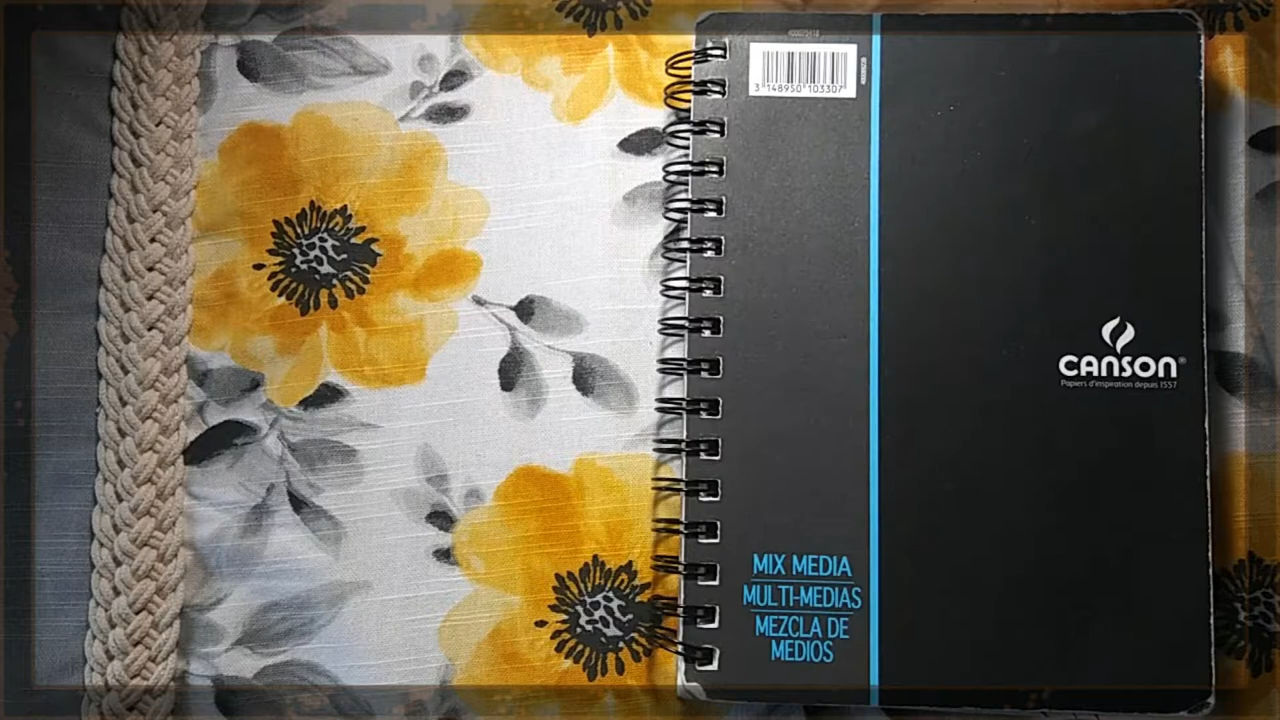 3 148950 103307
CANSON®
Papiers d'inspiration depuis 1557
MIX MEDIA
MULTI-MEDIAS
MEZCLA DE
MEDIOS